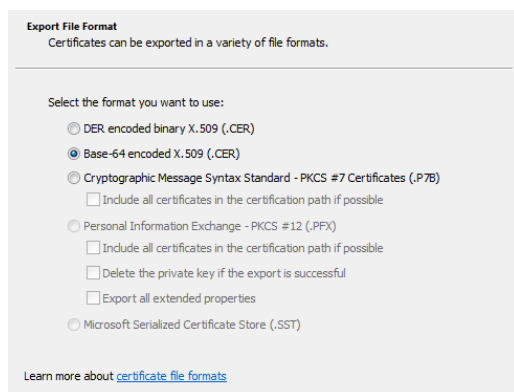 Export File Format
Certificates can be exported in a variety of file formats.
Select the format you want to use:
DER encoded binary X.509 (.CER)
Base-64 encoded X.509 (.CER)
Cryptographic Message Syntax Standard - PKCS #7 Certificates (.P7B)
Include all certificates in the certification path if possible
Personal Information Exchange - PKCS #12 (.PFX)
Include all certificates in the certification path if possible
Delete the private key if the export is successful
Export all extended properties
Microsoft Serialized Certificate Store (.SST)
Learn more about certificate file formats